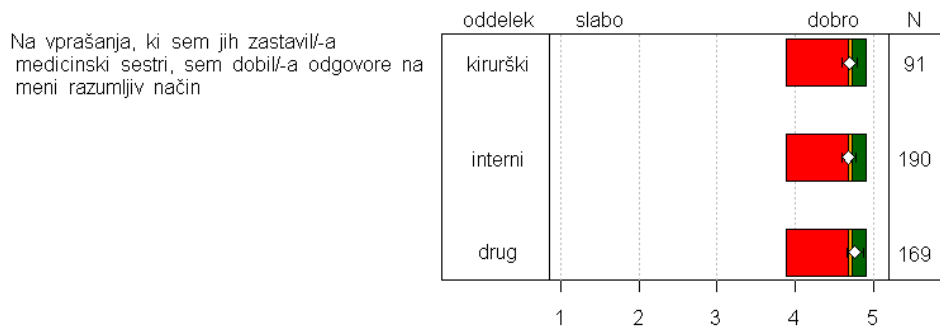 oddelek slabo dobro N
Na vprašanja, ki sem jih zastavil/-a
medicinski sestri, sem dobil/-a odgovore na
meni razumljiv način
kirurški 91
interni 190
drug 169
1 2 3 4 5